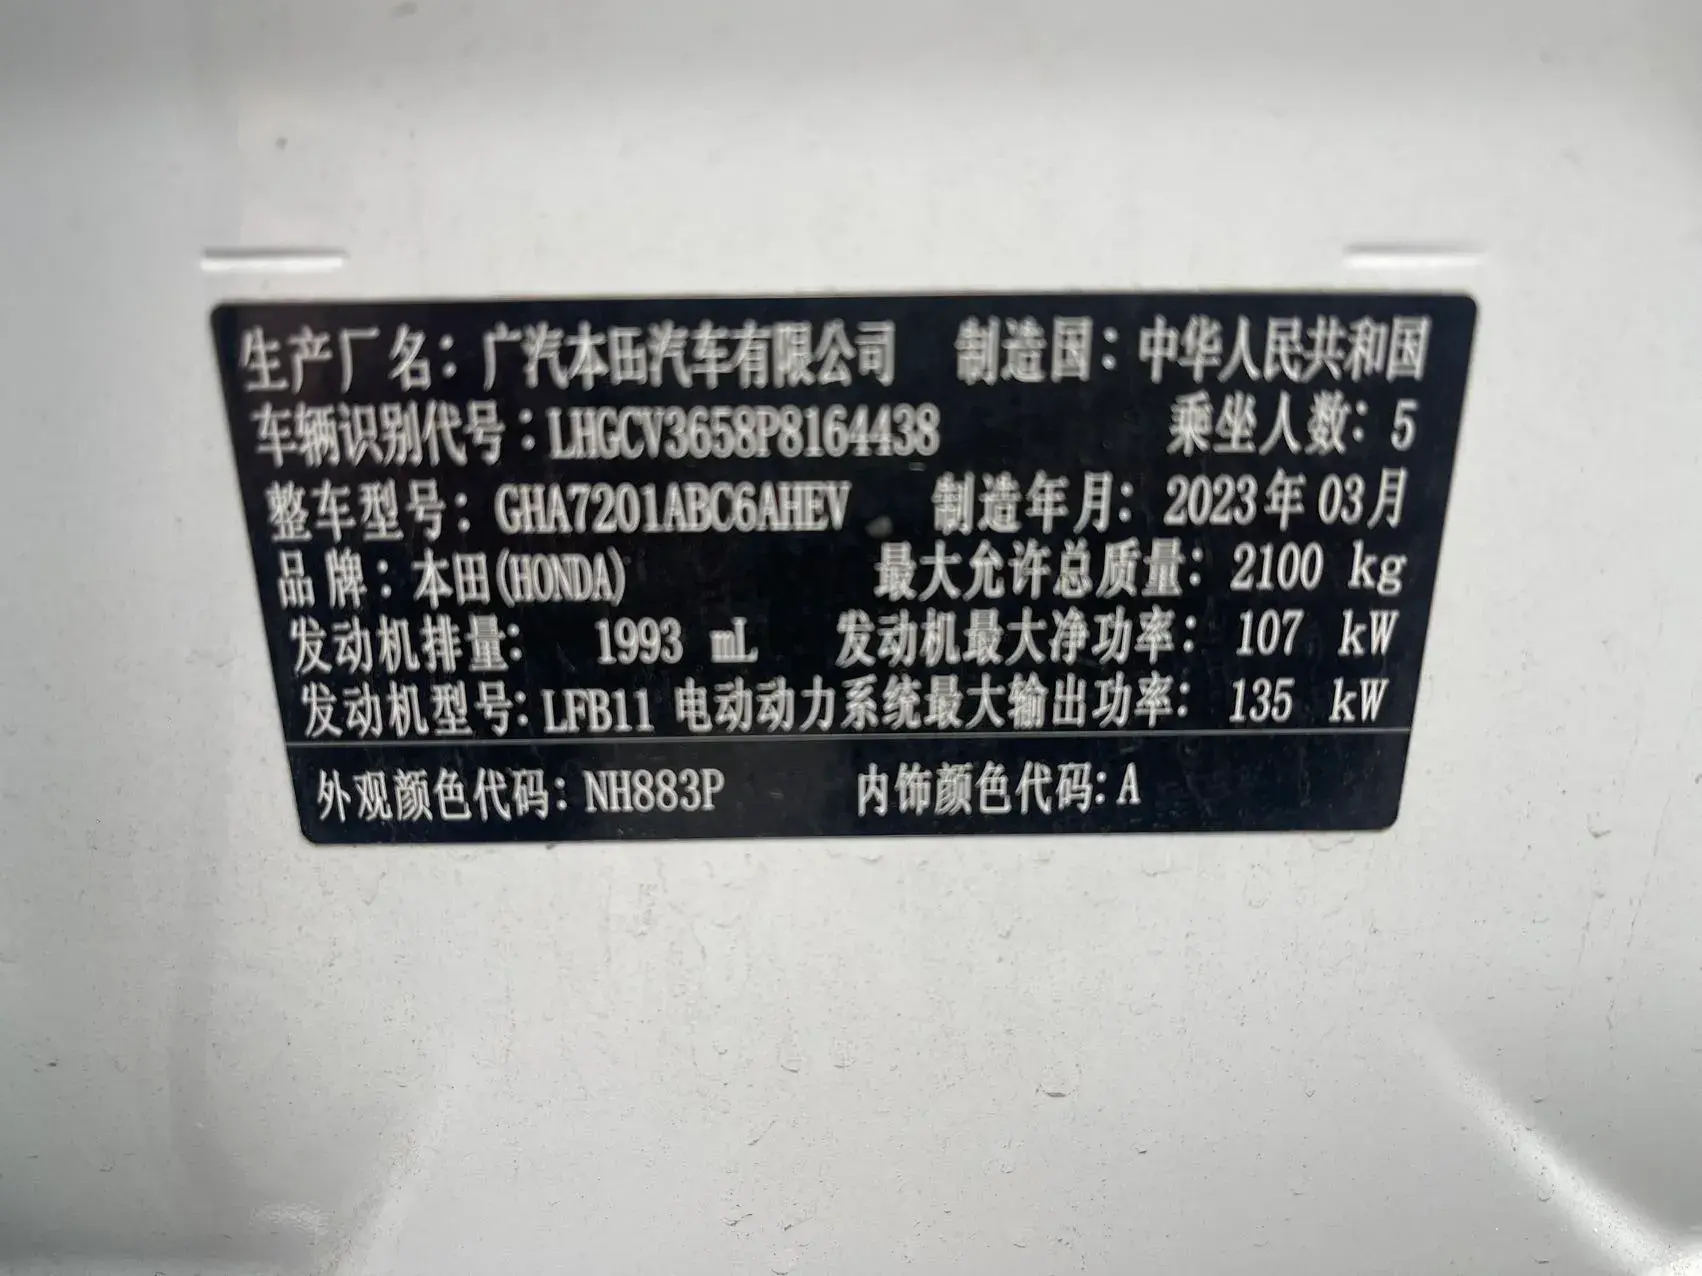 生产厂名：广汽本田汽车有限公司 制造国：中华人民共和国
车辆识别代号：LHGCV3658P8164438 乘坐人数：5
整车型号：GHA7201ABC6AHEV 制造年月：2023年03月
品牌：本田(HONDA) 最大允许总质量：2100 kg
发动机排量：1993 mL 发动机最大净功率：107 kW
发动机型号：LFB11 电动动力系统最大输出功率：135 kW
外观颜色代码：NH883P 内饰颜色代码：A